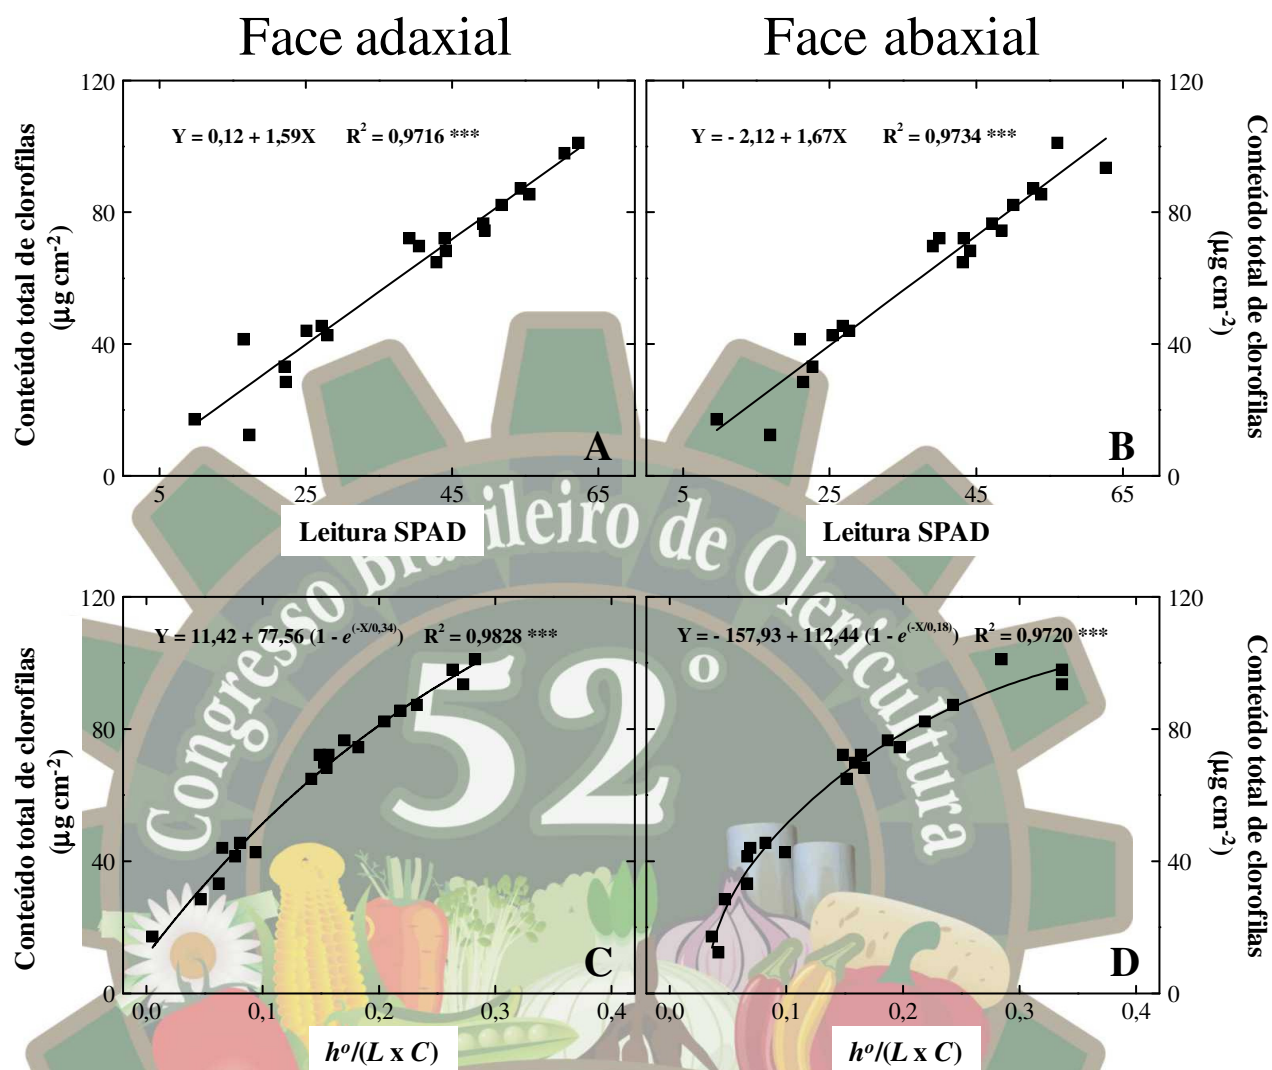 Face adaxial
Face abaxial
Conteúdo total de clorofilas
(µg cm-2)
120
80
40
0
Y = 0,12 + 1,59X R2 = 0,9716 ***
A
5 25 45 65
Leitura SPAD
Y = - 2,12 + 1,67X R2 = 0,9734 ***
B
5 25 45 65
Leitura SPAD
120
80
40
0
Conteúdo total de clorofilas
(µg cm-2)
Congresso Brasileiro de Olericultura
52º
Conteúdo total de clorofilas
(µg cm-2)
120
80
40
0
Y = 11,42 + 77,56 (1 - e(-X/0,34)) R2 = 0,9828 ***
C
0,0 0,1 0,2 0,3
ho/(L x C)
Y = - 157,93 + 112,44 (1 - e(-X/0,18)) R2 = 0,9720 ***
D
0,0 0,1 0,2 0,3 0,4
ho/(L x C)
120
80
40
0
Conteúdo total de clorofilas
(µg cm-2)